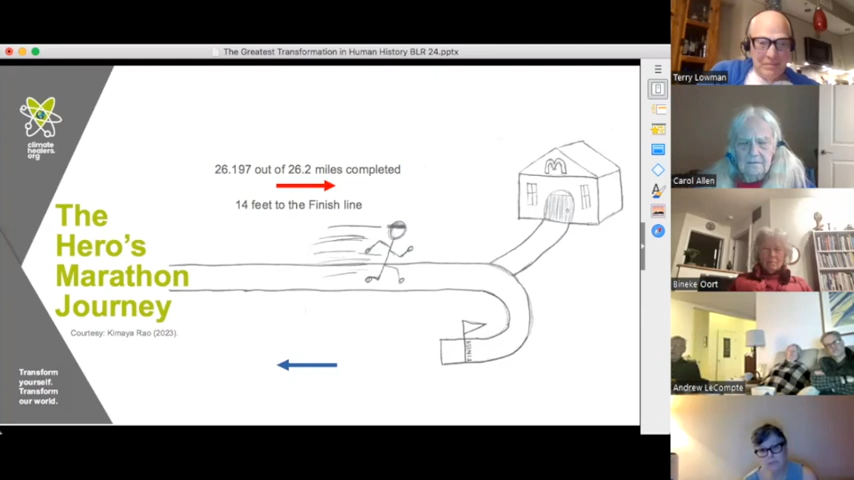 The Greatest Transformation in Human History BLR 24.pptx
climate
healers.
org
26.197 out of 26.2 miles completed
14 feet to the Finish line
M
The
Hero's
Marathon
Journey
Courtesy: Kimaya Rao (2023).
FINISH
Transform
yourself.
Transform
our world.
Terry Lowman
Carol Allen
Bineke Oort
Andrew LeCompte